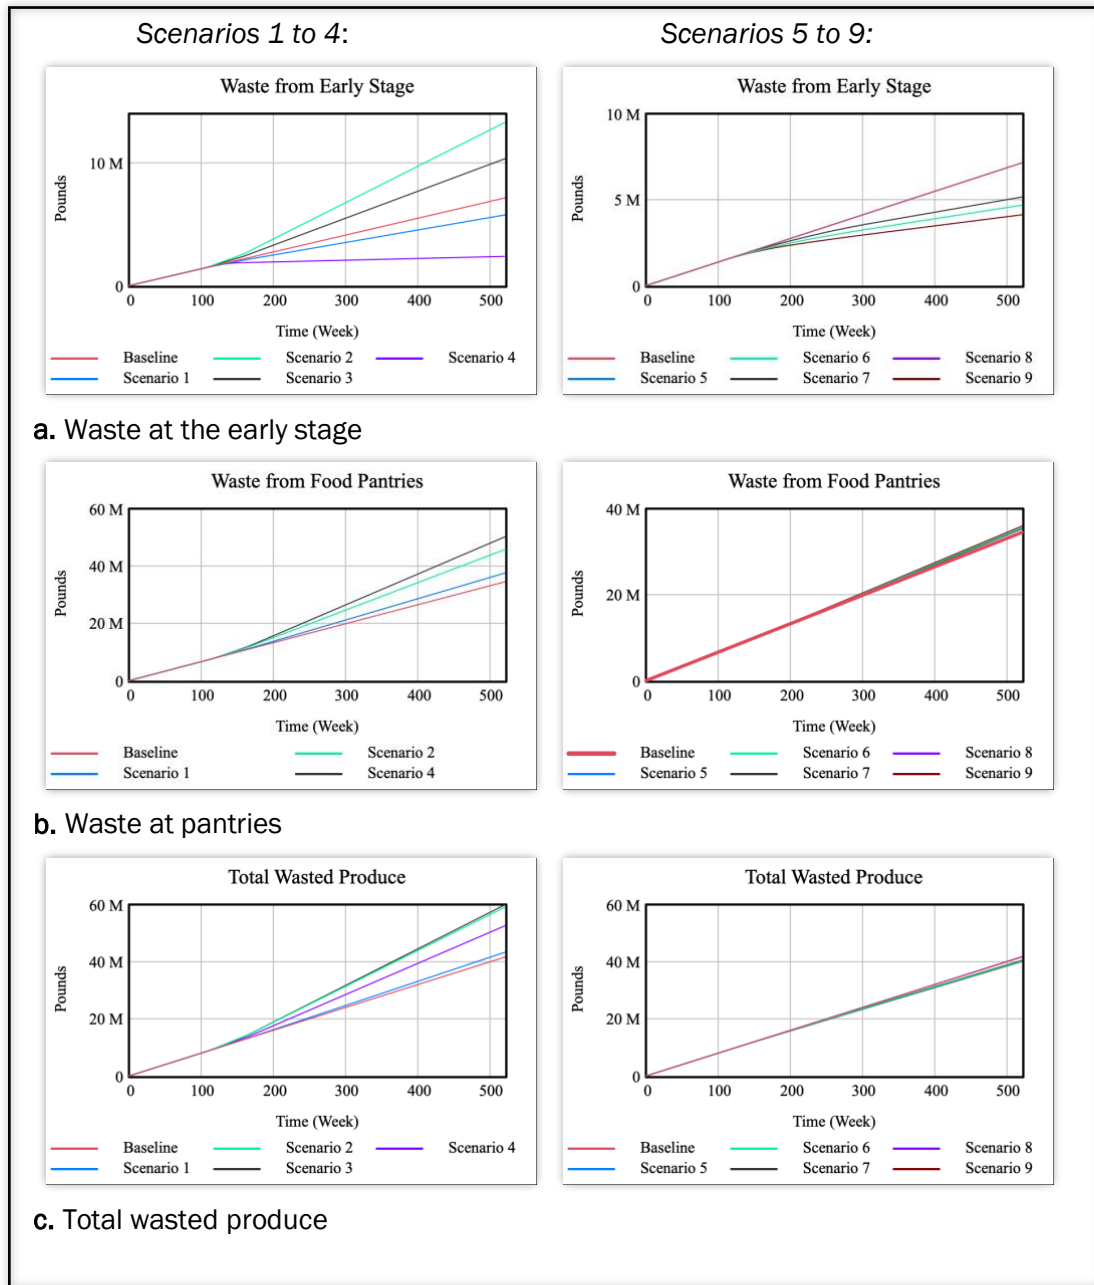 Scenarios 1 to 4:
Scenarios 5 to 9:
Waste from Early Stage
10 M
0
Pounds
0 100 200 300 400 500
Time (Week)
Baseline Scenario 2 Scenario 4
Scenario 1 Scenario 3
Waste from Early Stage
10 M
5 M
0
Pounds
0 100 200 300 400 500
Time (Week)
Baseline Scenario 6 Scenario 8
Scenario 5 Scenario 7 Scenario 9
a. Waste at the early stage
Waste from Food Pantries
60 M
40 M
20 M
0
Pounds
0 100 200 300 400 500
Time (Week)
Baseline Scenario 2
Scenario 1 Scenario 4
Waste from Food Pantries
40 M
20 M
0
Pounds
0 100 200 300 400 500
Time (Week)
Baseline Scenario 6 Scenario 8
Scenario 5 Scenario 7 Scenario 9
b. Waste at pantries
Total Wasted Produce
60 M
40 M
20 M
0
Pounds
0 100 200 300 400 500
Time (Week)
Baseline Scenario 2 Scenario 4
Scenario 1 Scenario 3
Total Wasted Produce
60 M
40 M
20 M
0
Pounds
0 100 200 300 400 500
Time (Week)
Baseline Scenario 6 Scenario 8
Scenario 5 Scenario 7 Scenario 9
c. Total wasted produce